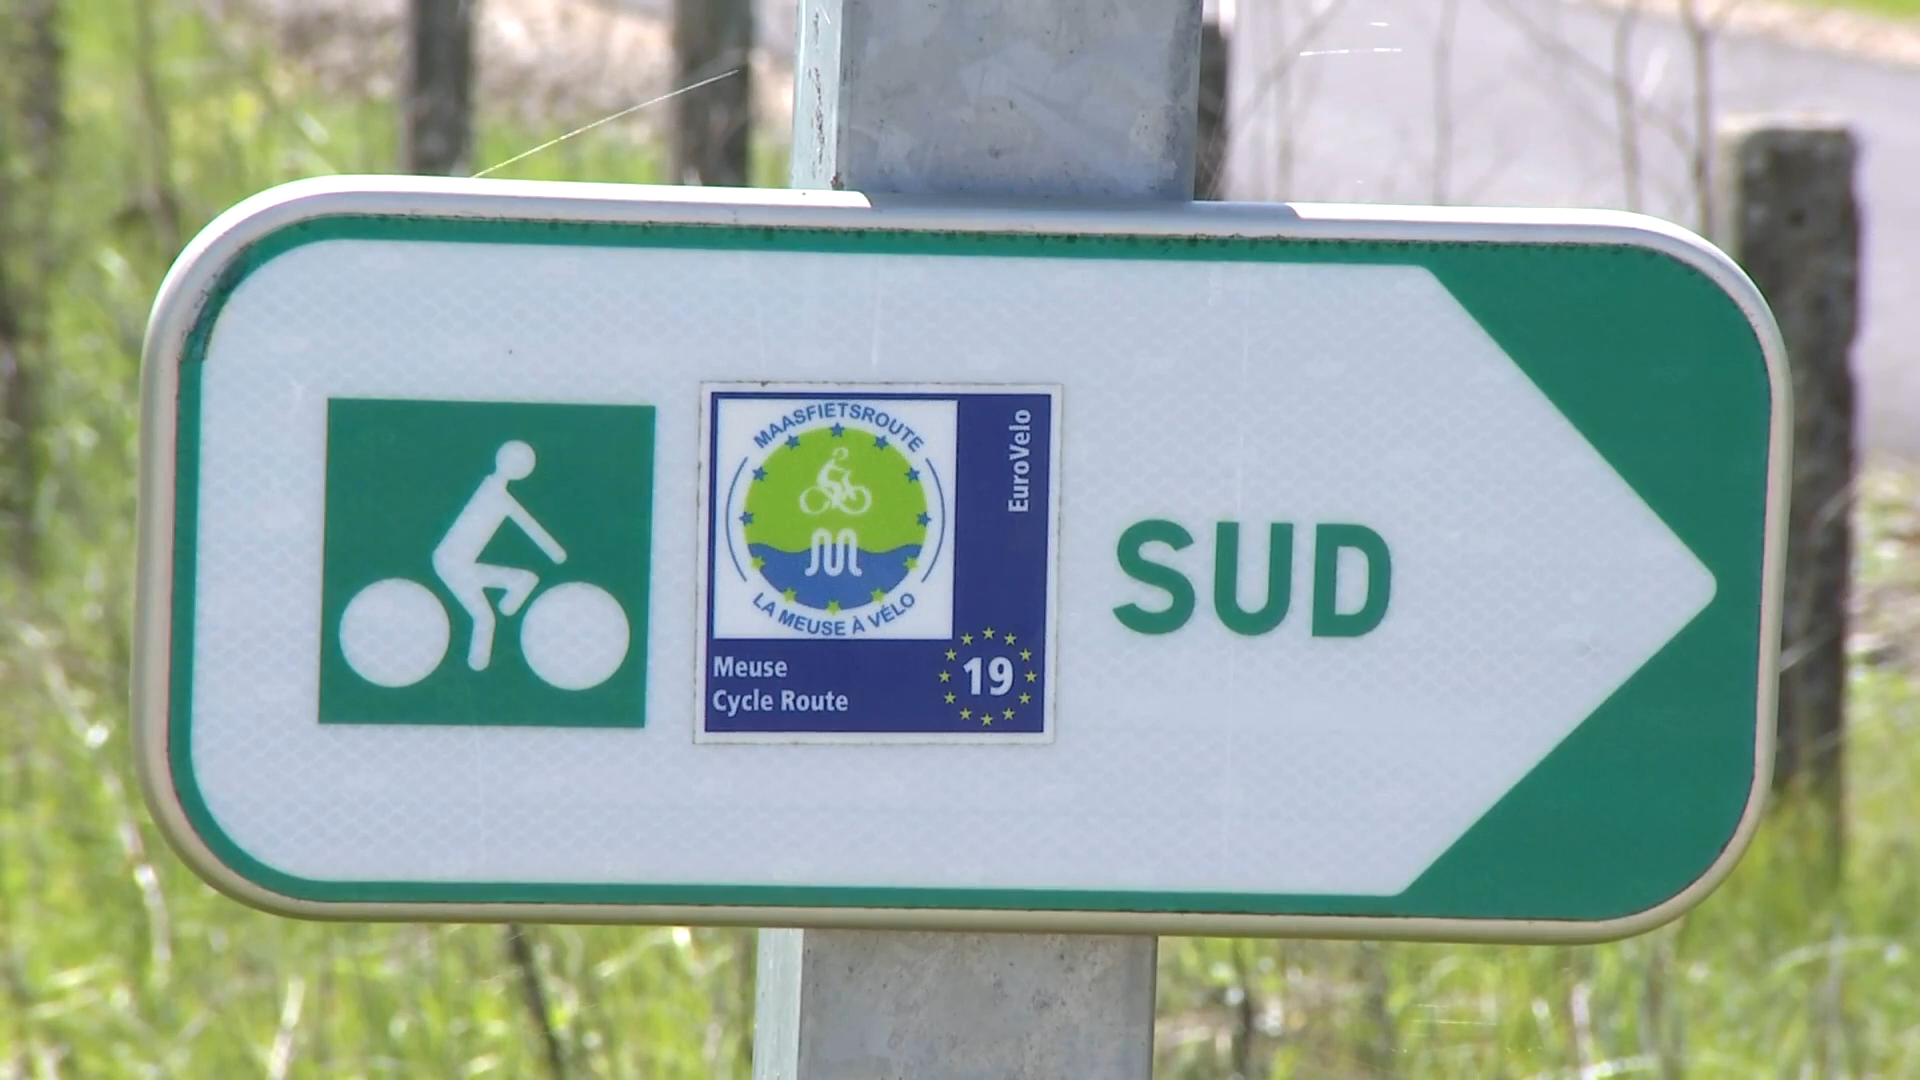 MAASFIETSROUTE
LA MEUSE À VÉLO
EuroVelo
Meuse
Cycle Route
19
SUD